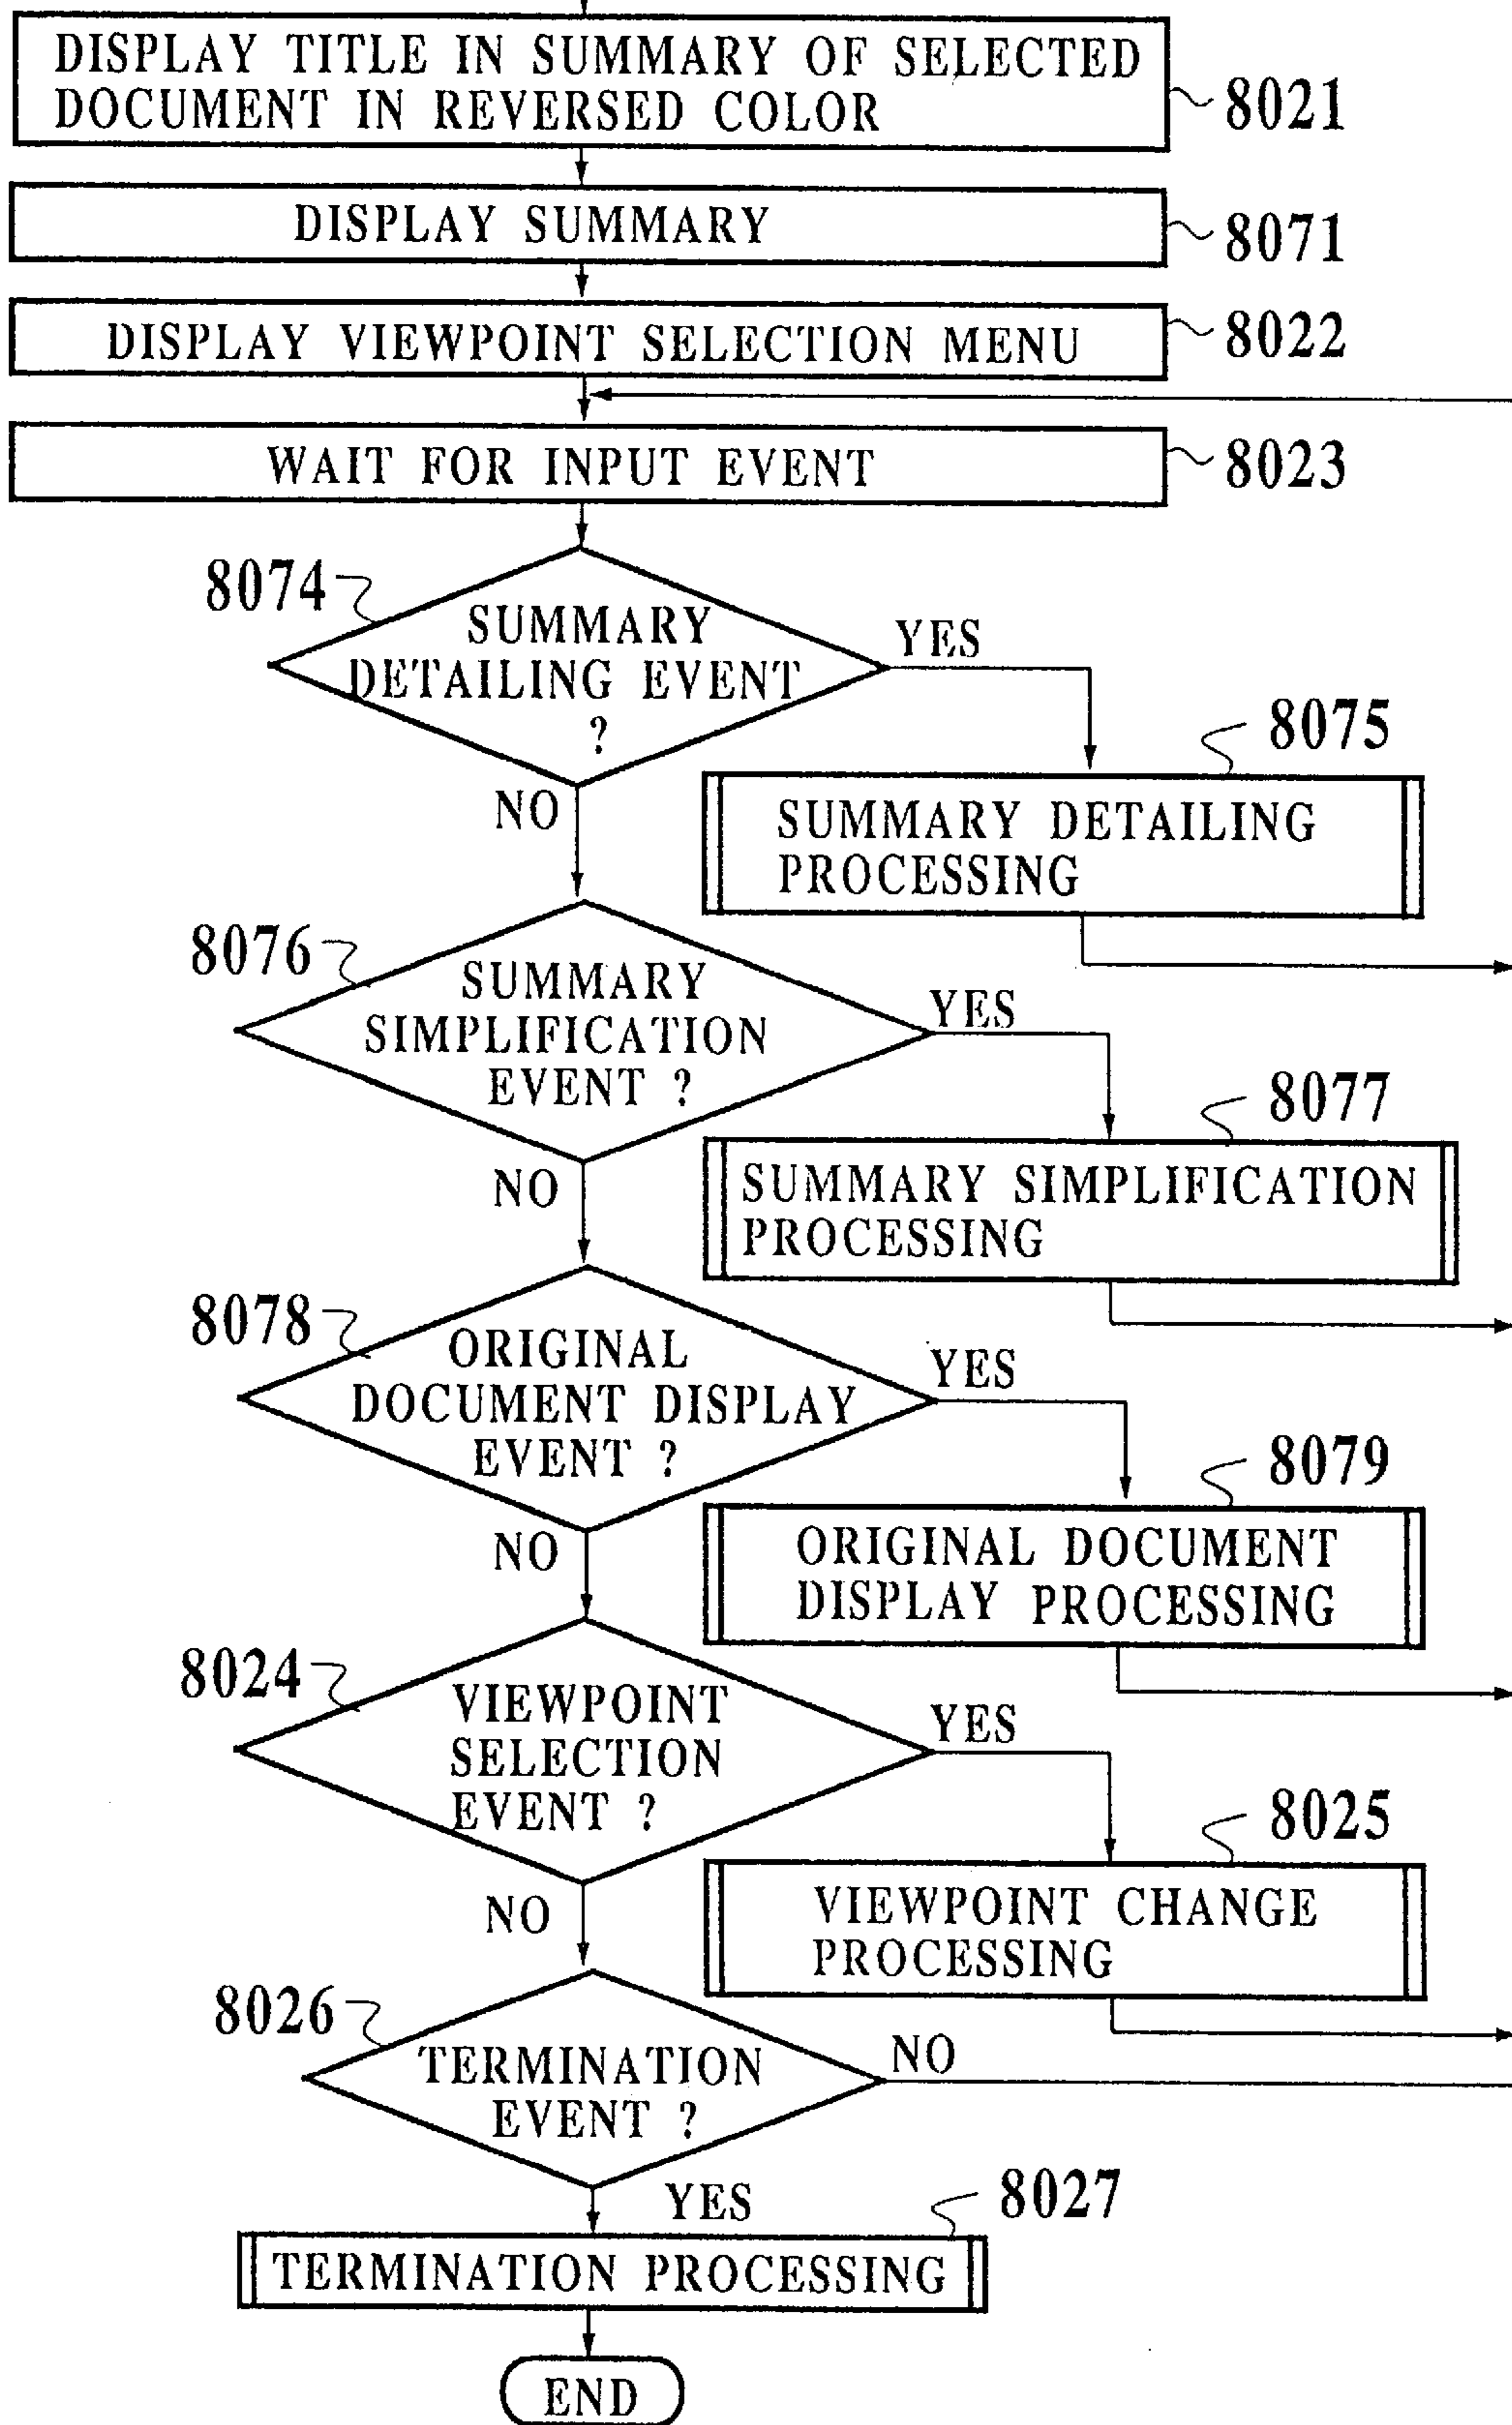 DISPLAY TITLE IN SUMMARY OF SELECTED
DOCUMENT IN REVERSED COLOR
8021
DISPLAY SUMMARY
8071
DISPLAY VIEWPOINT SELECTION MENU
8022
WAIT FOR INPUT EVENT
8023
8074
SUMMARY
DETAILING EVENT
?
YES
NO
8075
SUMMARY DETAILING
PROCESSING
8076
SUMMARY
SIMPLIFICATION
EVENT ?
YES
NO
8077
SUMMARY SIMPLIFICATION
PROCESSING
8078
ORIGINAL
DOCUMENT DISPLAY
EVENT ?
YES
NO
8079
ORIGINAL DOCUMENT
DISPLAY PROCESSING
8024
VIEWPOINT
SELECTION
EVENT ?
YES
NO
8025
VIEWPOINT CHANGE
PROCESSING
8026
TERMINATION
EVENT ?
NO
YES
8027
TERMINATION PROCESSING
END